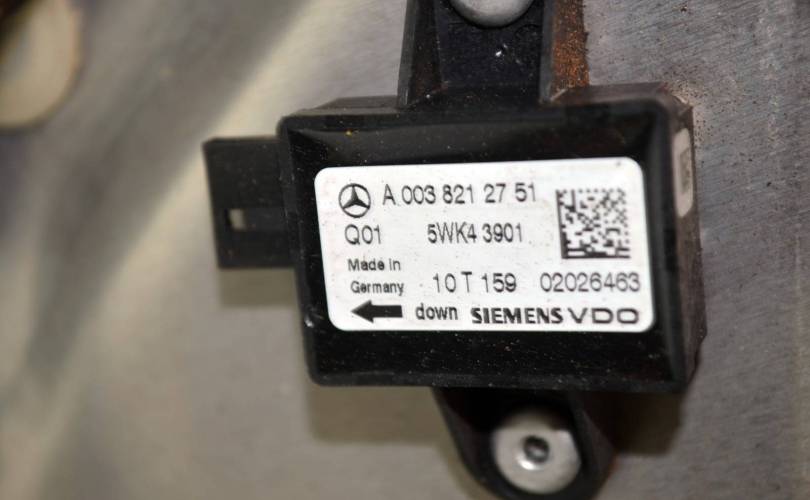 A 003 821 27 51
Q01 5WK4 3901
Made in
Germany 10 T 159 02026463
down SIEMENS VDO